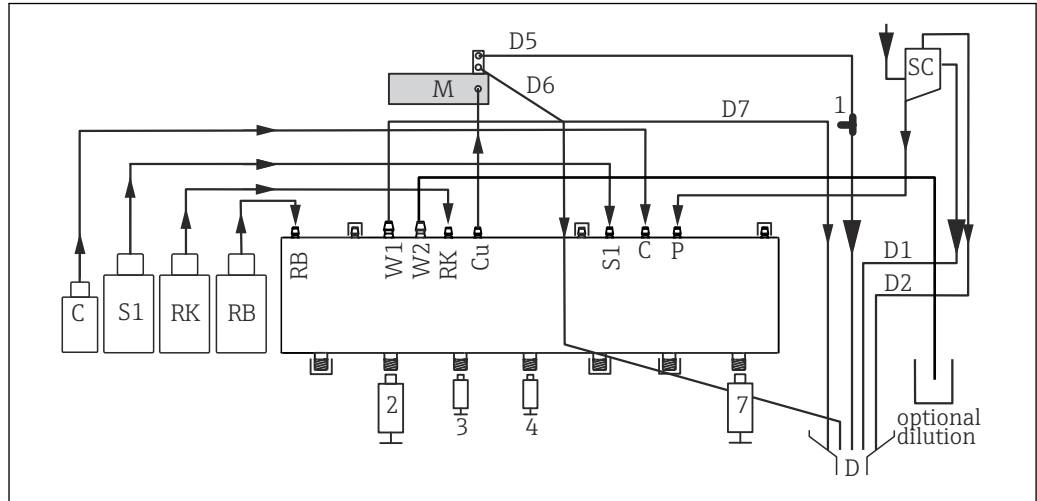 D5
SC
M
D6
1
D7
RB
W1
W2
RK
Cu
S1
C
P
D1
D2
C
S1
RK
RB
2
3
4
7
optional
dilution
D